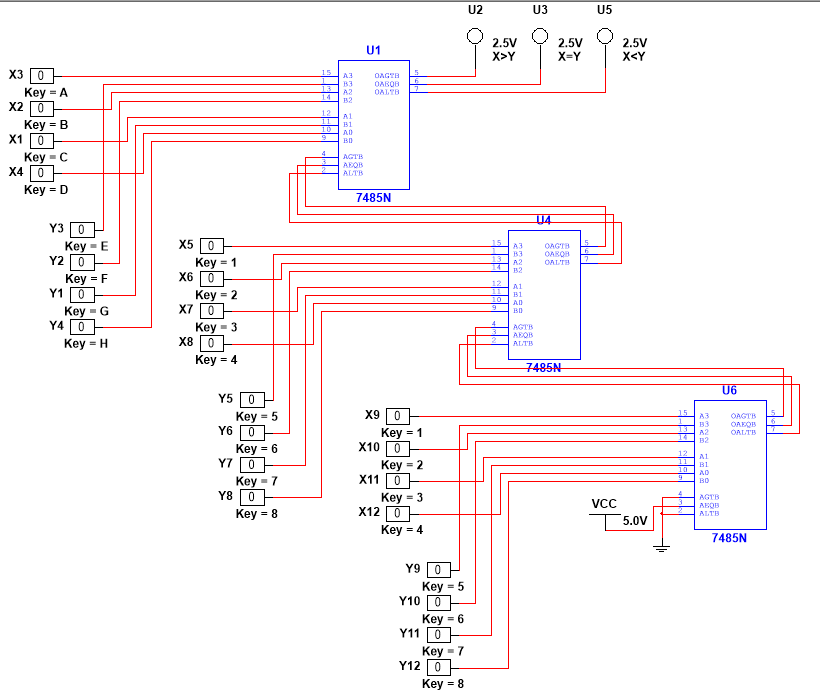 U2 U3 U5
2.5V 2.5V 2.5V
X>Y X=Y X<Y
U1
X3 0
Key = A
X2 0
Key = B
X1 0
Key = C
X4 0
Key = D
15 A3 OAGTB 5
1 B3 OAEQB 6
13 A2 OALTB 7
14 B2
12 A1
11 B1
10 A0
9 B0
4 AGTB
3 AEQB
2 ALTB
7485N
Y3 0
Key = E
Y2 0
Key = F
Y1 0
Key = G
Y4 0
Key = H
U4
X5 0
Key = 1
X6 0
Key = 2
X7 0
Key = 3
X8 0
Key = 4
15 A3 OAGTB 5
1 B3 OAEQB 6
13 A2 OALTB 7
14 B2
12 A1
11 B1
10 A0
9 B0
4 AGTB
3 AEQB
2 ALTB
7485N
Y5 0
Key = 5
Y6 0
Key = 6
Y7 0
Key = 7
Y8 0
Key = 8
U6
X9 0
Key = 1
X10 0
Key = 2
X11 0
Key = 3
X12 0
Key = 4
15 A3 OAGTB 5
1 B3 OAEQB 6
13 A2 OALTB 7
14 B2
12 A1
11 B1
10 A0
9 B0
4 AGTB
3 AEQB
2 ALTB
7485N
VCC
5.0V
Y9 0
Key = 5
Y10 0
Key = 6
Y11 0
Key = 7
Y12 0
Key = 8